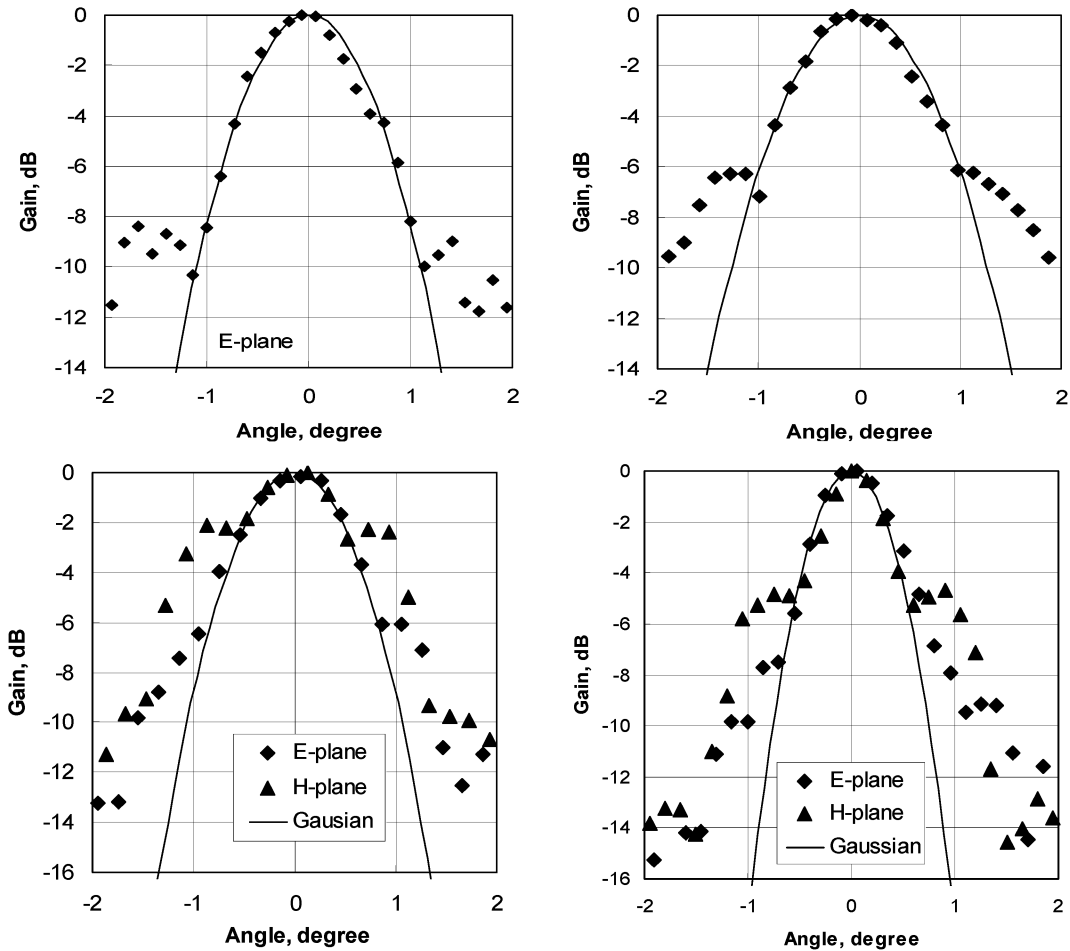 0
-2
-4
-6
-8
-10
-12
-14
Gain, dB
E-plane
-2 -1 0 1 2
Angle, degree
0
-2
-4
-6
-8
-10
-12
-14
Gain, dB
-2 -1 0 1 2
Angle, degree
0
-2
-4
-6
-8
-10
-12
-14
-16
Gain, dB
E-plane
H-plane
Gausian
-2 -1 0 1 2
Angle, degree
0
-2
-4
-6
-8
-10
-12
-14
-16
Gain, dB
E-plane
H-plane
Gaussian
-2 -1 0 1 2
Angle, degree